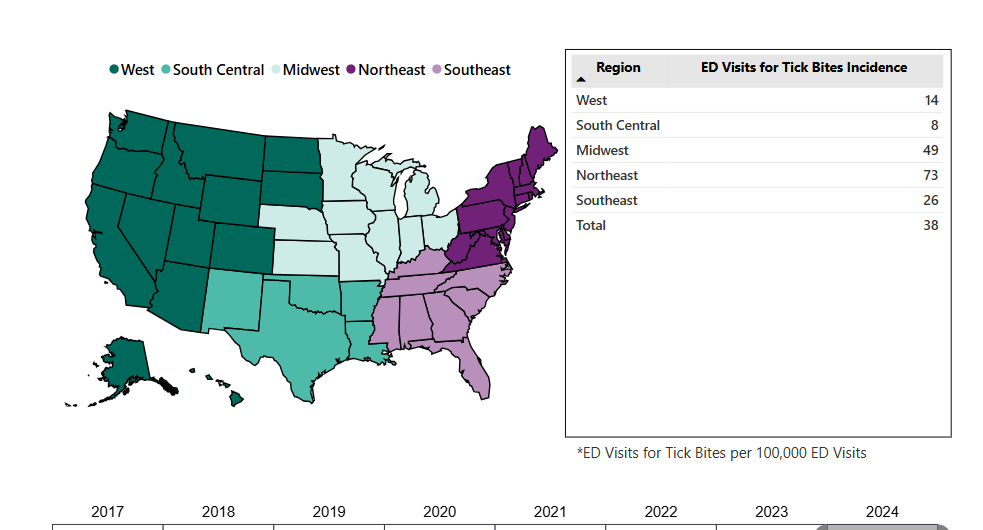 West South Central Midwest Northeast Southeast
Region ED Visits for Tick Bites Incidence
West 14
South Central 8
Midwest 49
Northeast 73
Southeast 26
Total 38
*ED Visits for Tick Bites per 100,000 ED Visits
2017 2018 2019 2020 2021 2022 2023 2024